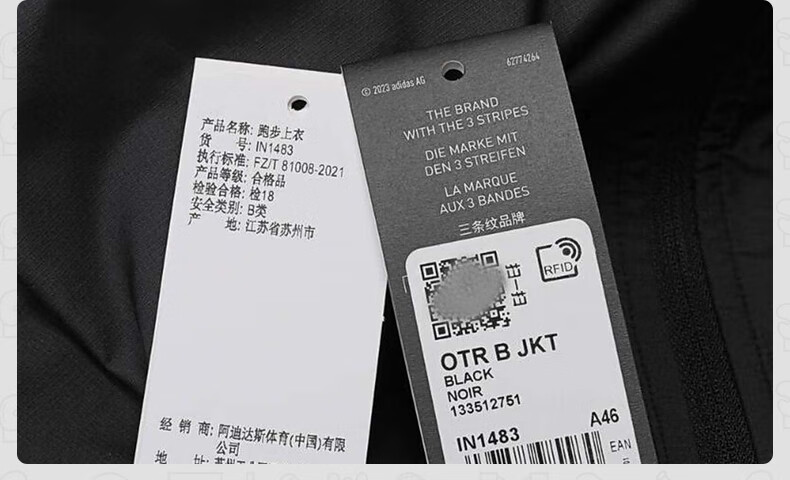 产品名称: 跑步上衣
货 号: IN1483
执行标准: FZ/T 81008-2021
产品等级: 合格品
检验合格: 检18
安全类别: B类
产 地: 江苏省苏州市
经 销 商: 阿迪达斯体育(中国)有限
公司
地 址:
© 2023 adidas AG
62774264
THE BRAND
WITH THE 3 STRIPES
DIE MARKE MIT
DEN 3 STREIFEN
LA MARQUE
AUX 3 BANDES
三条纹品牌
RFID
OTR B JKT
BLACK
NOIR
133512751
IN1483
A46
EAN